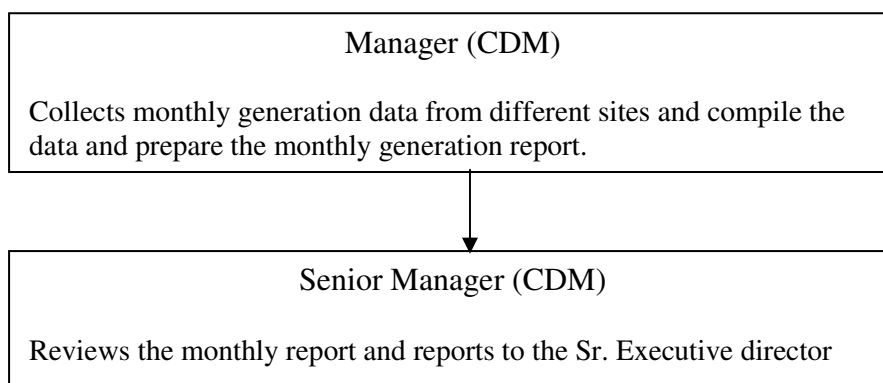 Manager (CDM)
Collects monthly generation data from different sites and compile the
data and prepare the monthly generation report.
Senior Manager (CDM)
Reviews the monthly report and reports to the Sr. Executive director